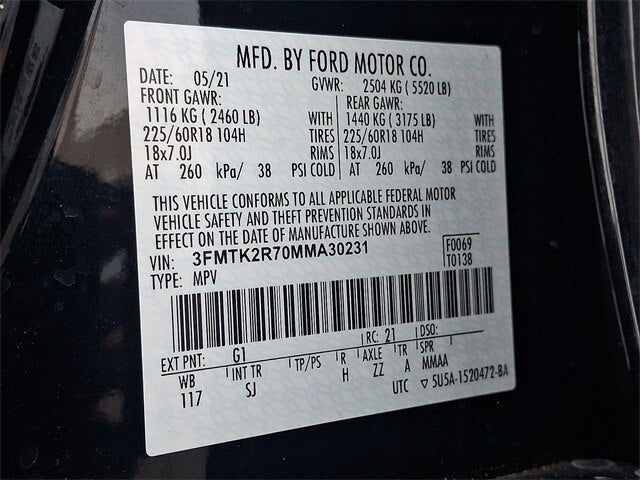 MFD. BY FORD MOTOR CO.
DATE: 05/21 GVWR: 2504 KG ( 5520 LB)
FRONT GAWR: REAR GAWR:
1116 KG ( 2460 LB) WITH 1440 KG ( 3175 LB) WITH
225/60R18 104H TIRES 225/60R18 104H TIRES
18x7.0J RIMS 18x7.0J RIMS
AT 260 kPa/ 38 PSI COLD AT 260 kPa/ 38 PSI COLD
THIS VEHICLE CONFORMS TO ALL APPLICABLE FEDERAL MOTOR
VEHICLE SAFETY AND THEFT PREVENTION STANDARDS IN
EFFECT ON THE DATE OF MANUFACTURE SHOWN ABOVE.
VIN: 3FMTK2R70MMA30231 F0069
TYPE: MPV T0138
EXT PNT: G1 RC: 21 DSO:
WB INT TR TP/PS R AXLE TR SPR
117 SJ H ZZ A MMAA
UTC ▽ 5U5A-1520472-BA